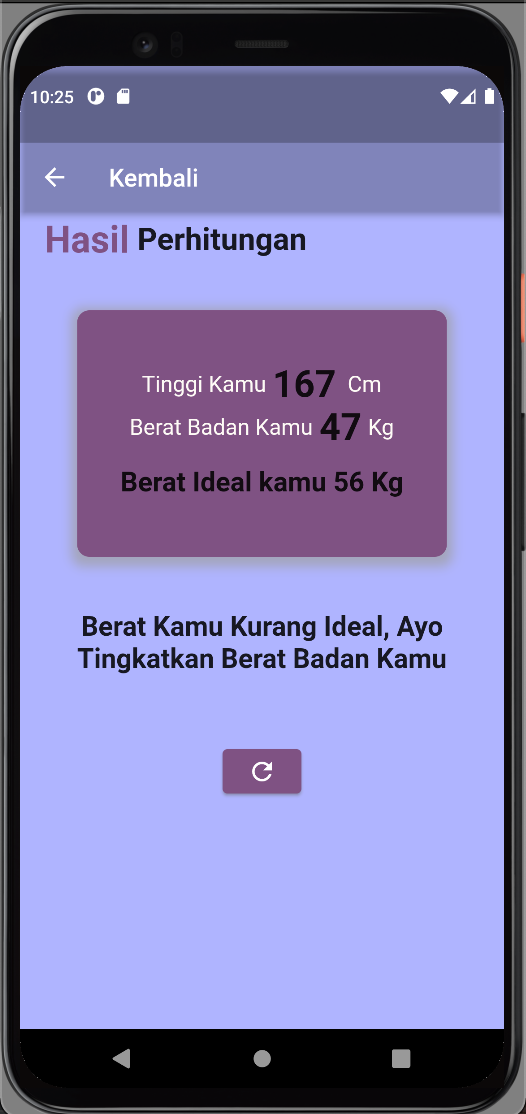 10:25
Kembali
Hasil Perhitungan
Tinggi Kamu 167 Cm
Berat Badan Kamu 47 Kg
Berat Ideal kamu 56 Kg
Berat Kamu Kurang Ideal, Ayo
Tingkatkan Berat Badan Kamu